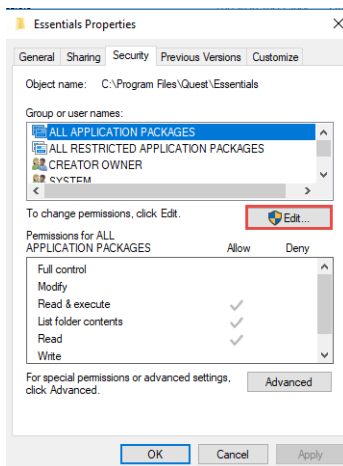 Essentials Properties
General Sharing Security Previous Versions Customize
Object name: C:\Program Files\Quest\Essentials
Group or user names:
ALL APPLICATION PACKAGES
ALL RESTRICTED APPLICATION PACKAGES
CREATOR OWNER
SYSTEM
To change permissions, click Edit.
Edit...
Permissions for ALL
APPLICATION PACKAGES Allow Deny
Full control
Modify
Read & execute
List folder contents
Read
Write
For special permissions or advanced settings,
click Advanced.
Advanced
OK Cancel Apply